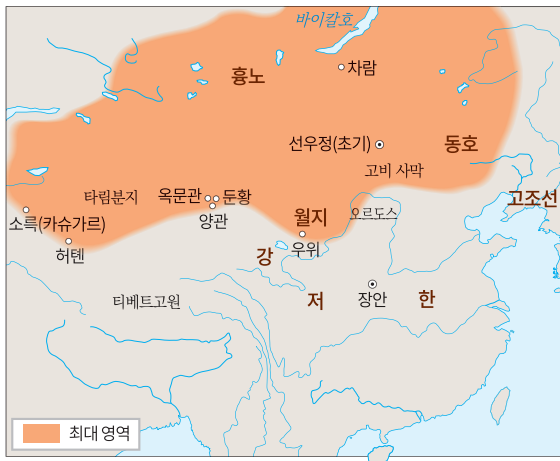 바이칼호
흉노
차람
선우정(초기)
동호
고비 사막
타림분지
옥문관
둔황
양관
월지
오르도스
고조선
소륵(카슈가르)
허톈
강
우위
티베트고원
저
장안
한
최대 영역